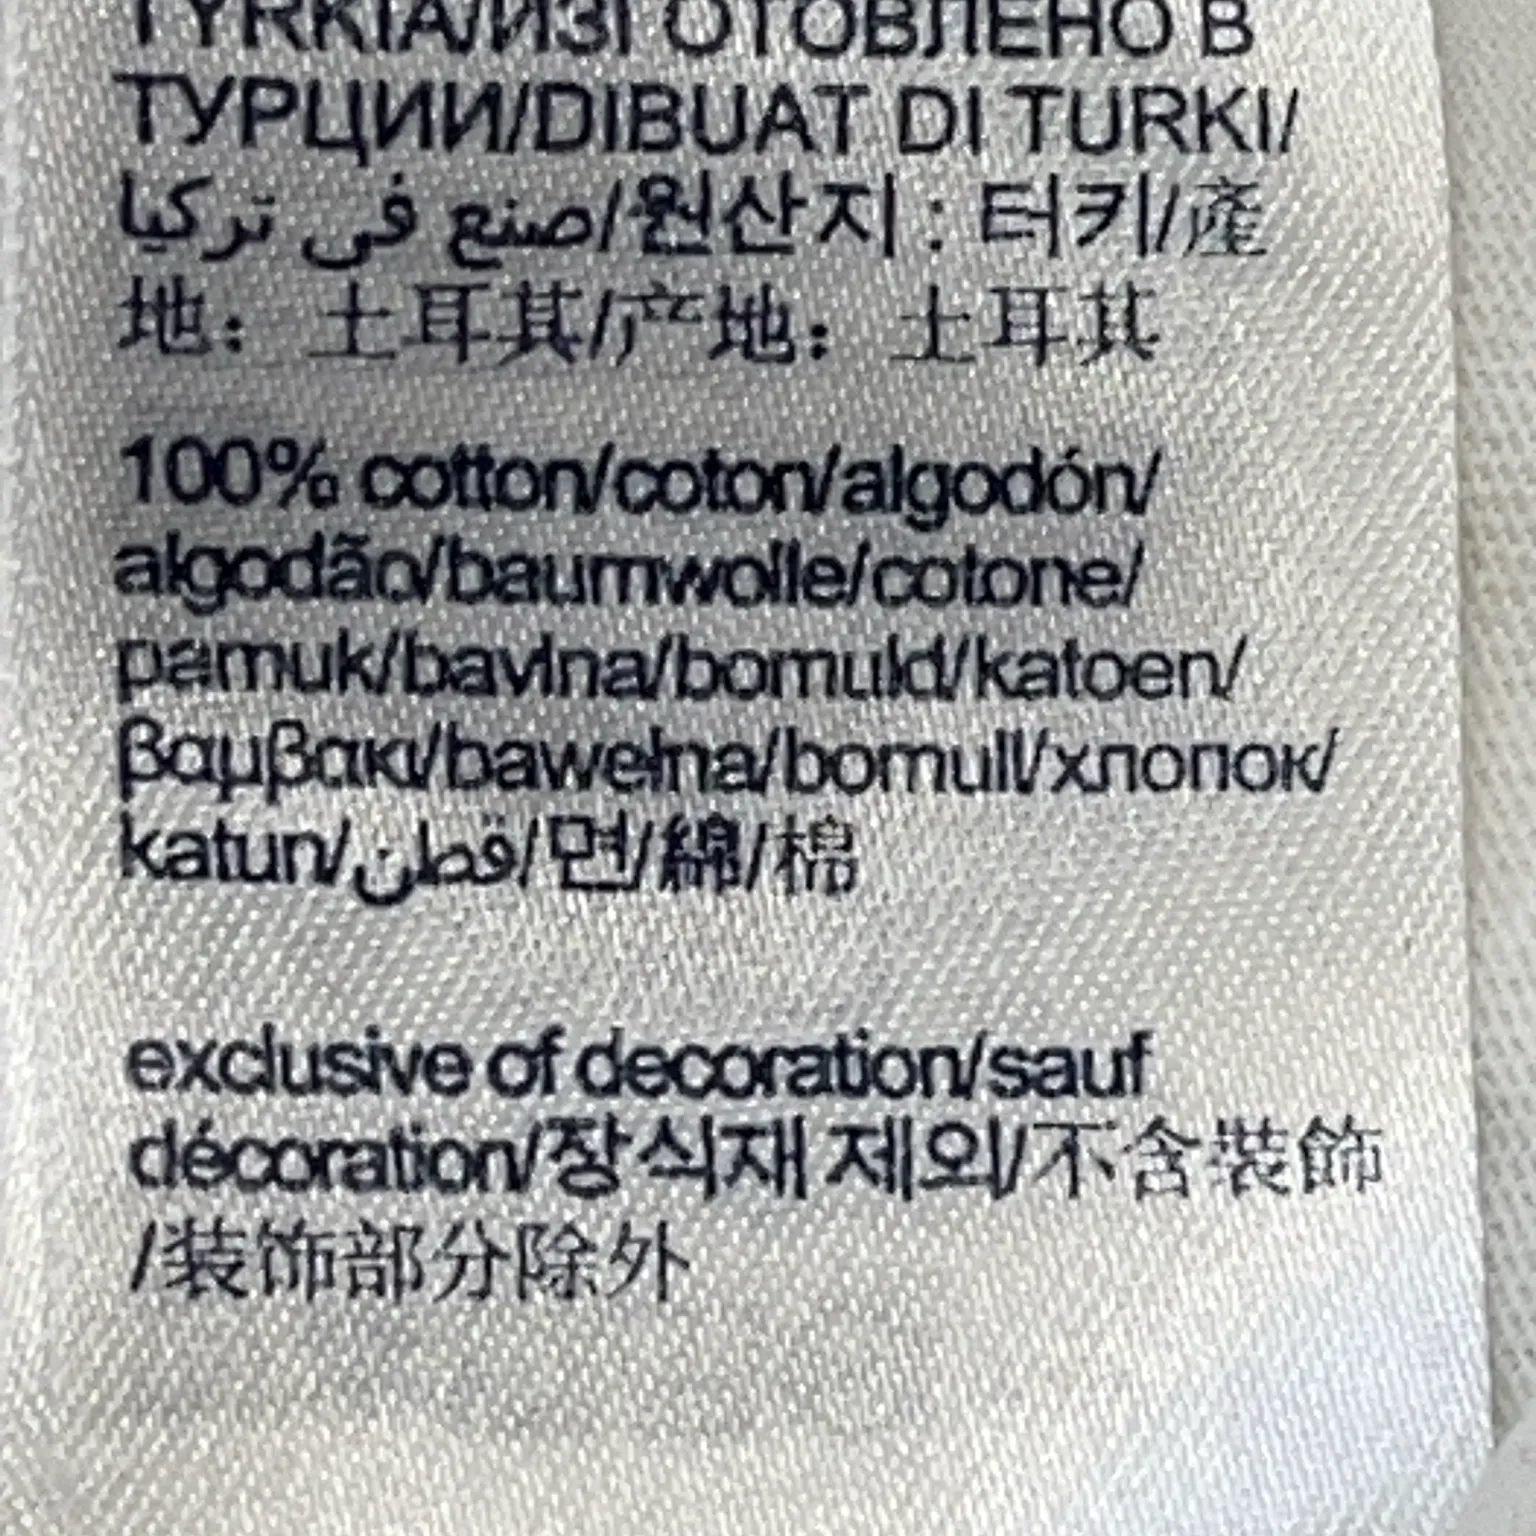 TYRKIA/ИЗГОТОВЛЕНО В
ТУРЦИИ/DIBUAT DI TURKI/
صنع فى تركيا/원산지 : 터키/產
地： 土耳其/产地： 土耳其
100% cotton/coton/algodón/
algodão/baumwolle/cotone/
pamuk/bavlna/bomuld/katoen/
βαμβακι/bawełna/bomull/хлопок/
katun/قطن/면/綿/棉
exclusive of decoration/sauf
décoration/장식재 제외/不含裝飾
/装饰部分除外